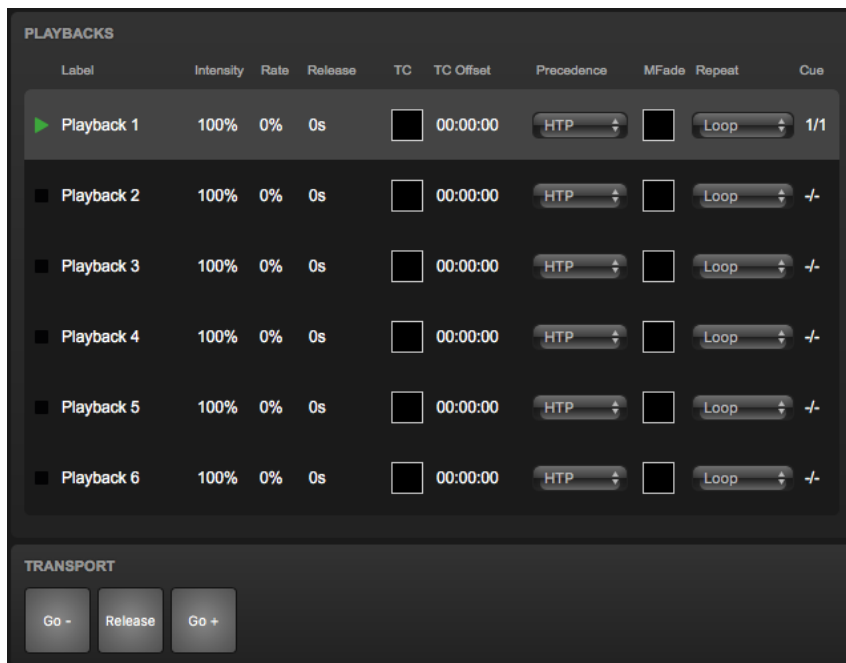 PLAYBACKS
Label Intensity Rate Release TC TC Offset Precedence MFade Repeat Cue
Playback 1 100% 0% 0s 00:00:00 HTP Loop 1/1
Playback 2 100% 0% 0s 00:00:00 HTP Loop -/-
Playback 3 100% 0% 0s 00:00:00 HTP Loop -/-
Playback 4 100% 0% 0s 00:00:00 HTP Loop -/-
Playback 5 100% 0% 0s 00:00:00 HTP Loop -/-
Playback 6 100% 0% 0s 00:00:00 HTP Loop -/-
TRANSPORT
Go - Release Go +